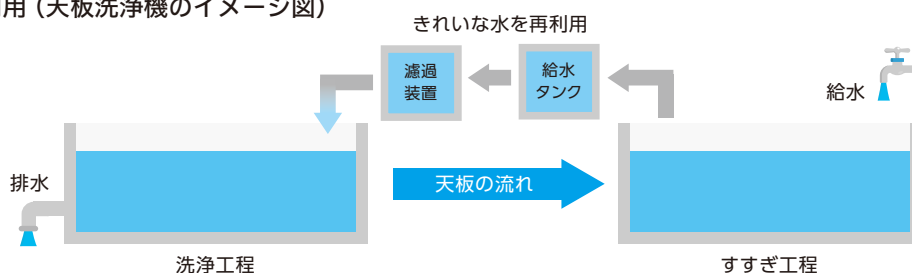 用（天板洗浄機のイメージ図）
きれいな水を再利用
濾過
装置
給水
タンク
給水
排水
天板の流れ
洗浄工程
すすぎ工程